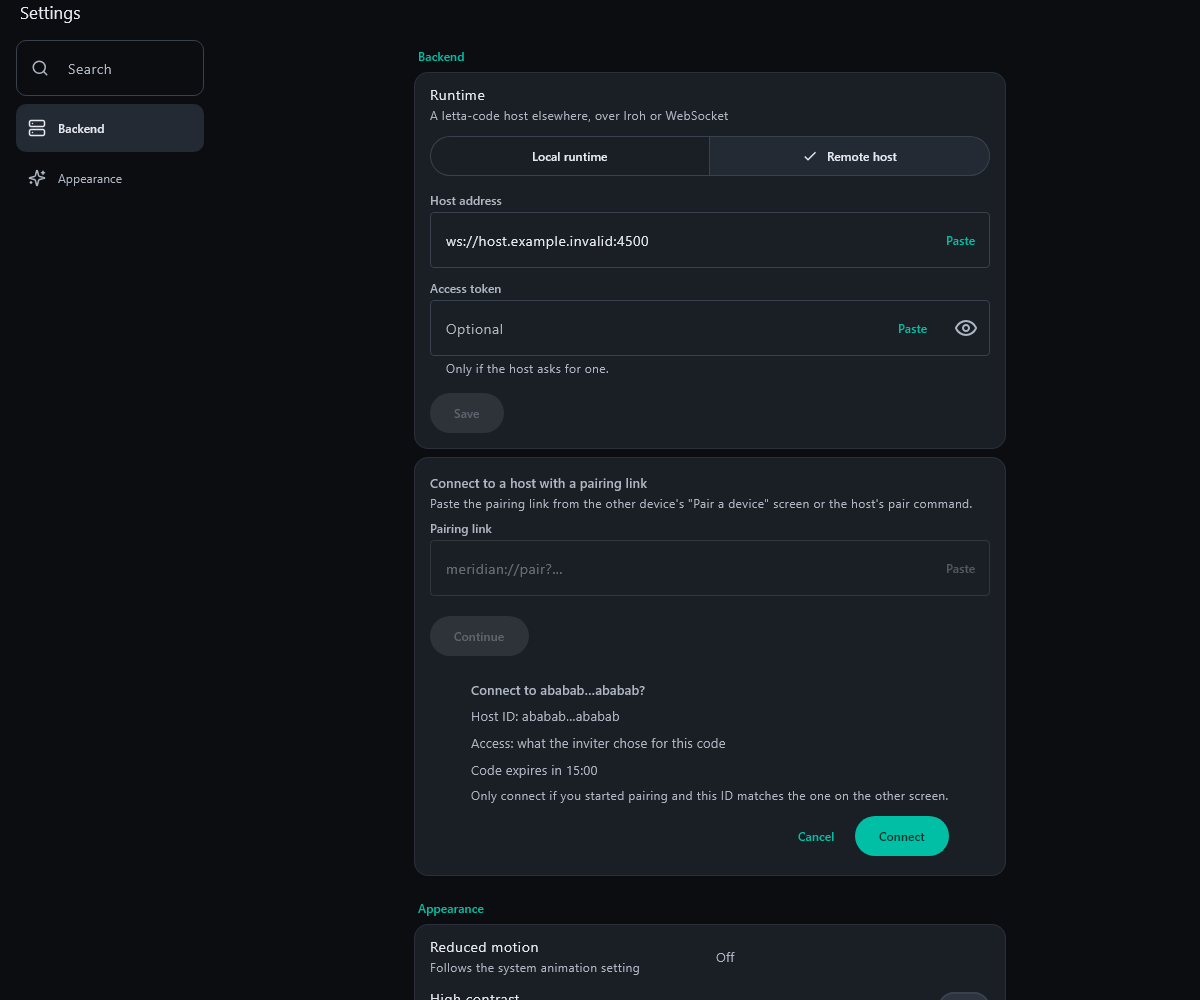 Settings
Search
Backend
Appearance
Backend
Runtime
A letta-code host elsewhere, over Iroh or WebSocket
Local runtime
Remote host
Host address
ws://host.example.invalid:4500
Paste
Access token
Optional
Paste
Only if the host asks for one.
Save
Connect to a host with a pairing link
Paste the pairing link from the other device's "Pair a device" screen or the host's pair command.
Pairing link
meridian://pair?...
Paste
Continue
Connect to ababab...ababab?
Host ID: ababab...ababab
Access: what the inviter chose for this code
Code expires in 15:00
Only connect if you started pairing and this ID matches the one on the other screen.
Cancel
Connect
Appearance
Reduced motion
Follows the system animation setting
Off
High contrast